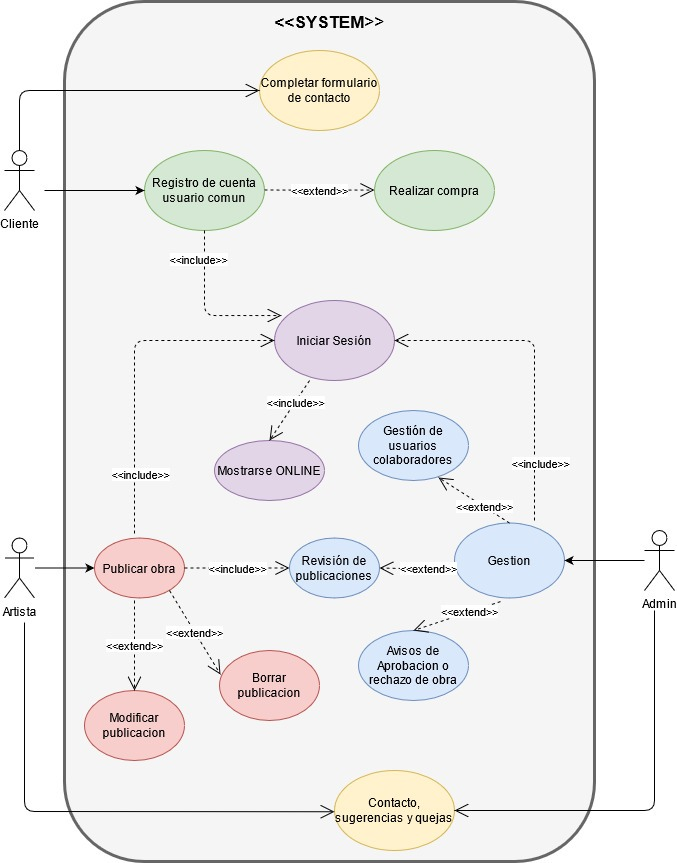 <<SYSTEM>>
Completar formulario
de contacto
Cliente
Registro de cuenta
usuario comun
<<extend>>
Realizar compra
<<include>>
Iniciar Sesión
<<include>>
Gestión de
usuarios
colaboradores
Mostrarse ONLINE
<<include>>
<<include>>
<<extend>>
Artista
Publicar obra
<<include>>
Revisión de
publicaciones
<<extend>>
Gestion
Admin
<<extend>>
<<extend>>
<<extend>>
Avisos de
Aprobacion o
rechazo de obra
Borrar
publicacion
Modificar
publicacion
Contacto,
sugerencias y quejas